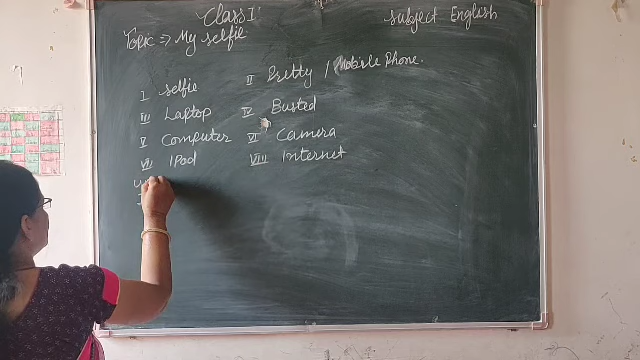 Class I
Subject English
Topic => My selfie
I selfie II Pretty / Mobile Phone.
III Laptop IV Busted
V Computer VI Camera
VII IPad VIII Internet